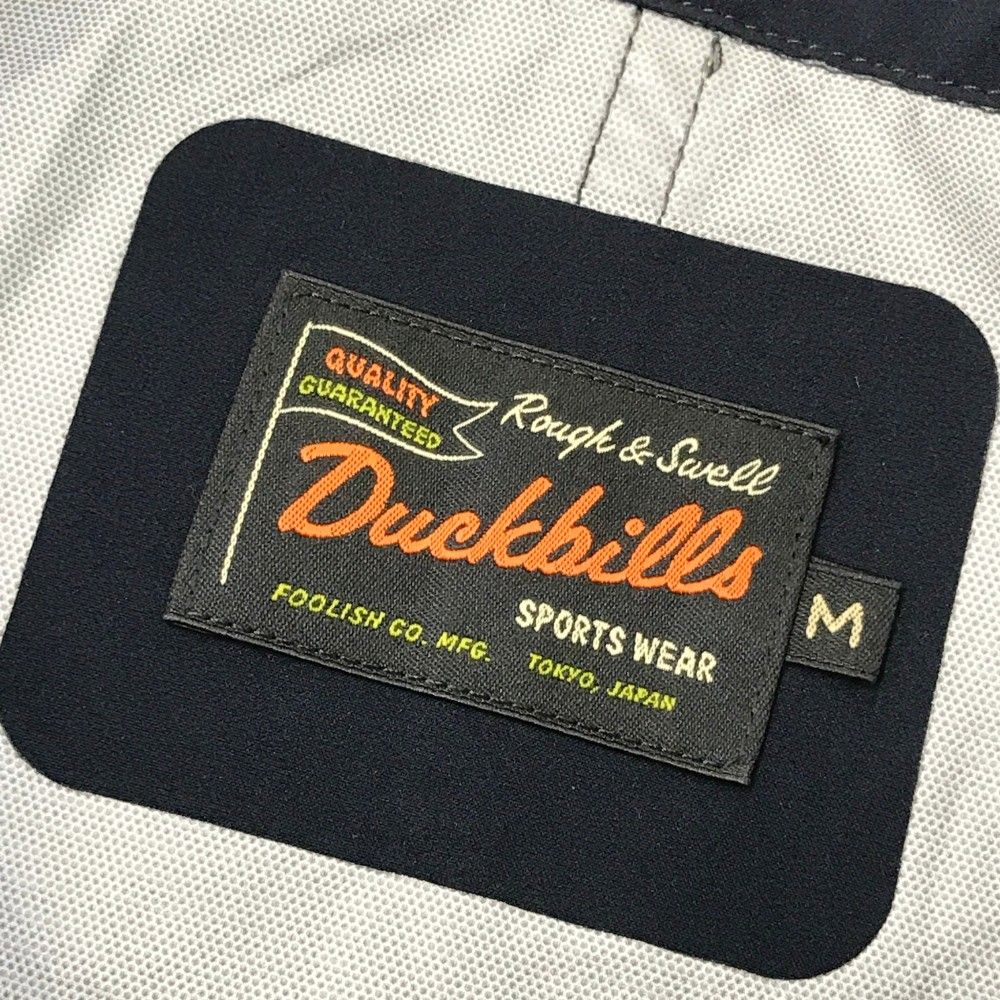 QUALITY
GUARANTEED
Rough & Swell
Duckbills
SPORTS WEAR
FOOLISH CO. MFG.
TOKYO, JAPAN
M